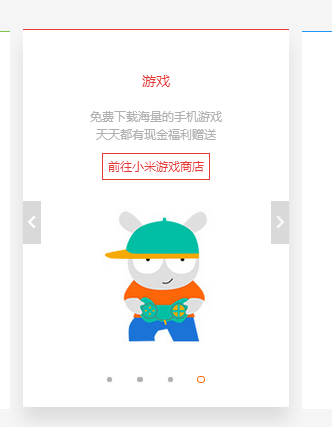 游戏
免费下载海量的手机游戏
天天都有现金福利赠送
前往小米游戏商店